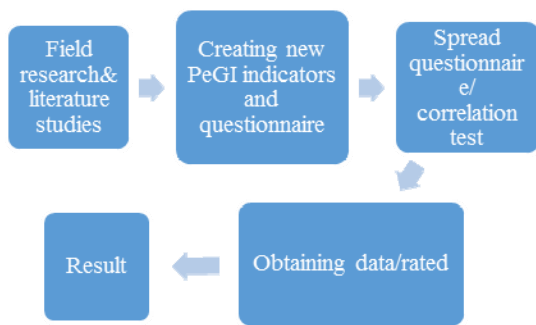 Field
research&
literature
studies
Creating new
PeGI indicators
and
questionnaire
Spread
questionnair
e/
correlation
test
Obtaining data/rated
Result